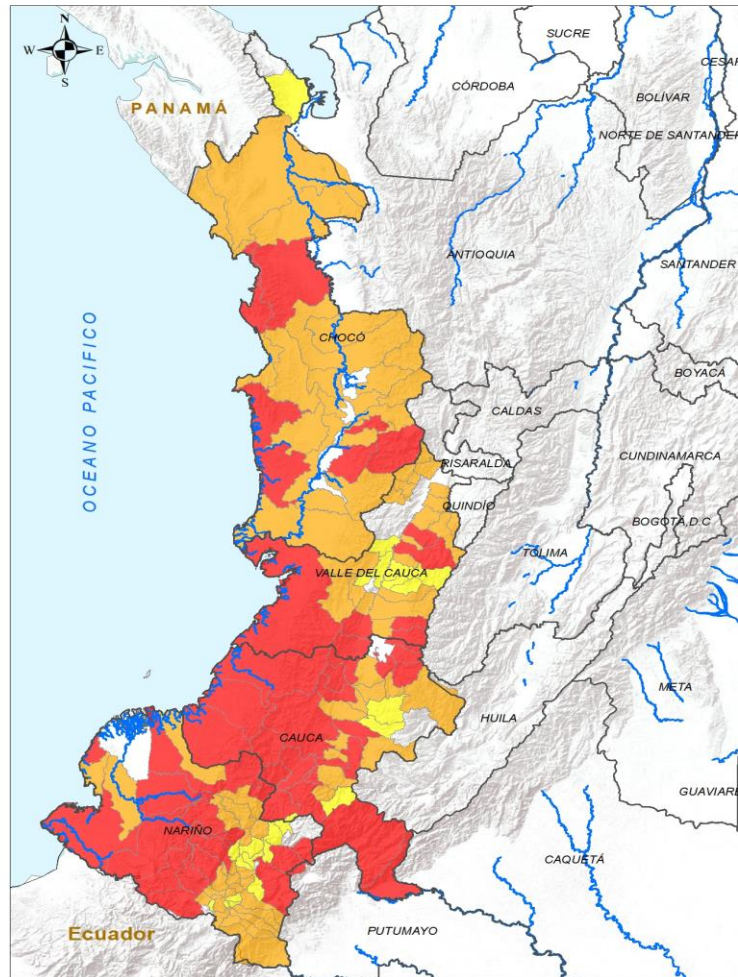 N
W E
S
SUCRE
CESAR
CÓRDOBA
BOLÍVAR
PANAMÁ
NORTE DE SANTANDER
ANTIOQUIA
SANTANDER
OCEANO PACIFICO
CHOCÓ
BOYACÁ
CALDAS
CUNDINAMARCA
RISARALDA
QUINDÍO
BOGOTÁ, D.C
TOLIMA
VALLE DEL CAUCA
META
HUILA
CAUCA
GUAVIARE
NARIÑO
CAQUETÁ
PUTUMAYO
Ecuador